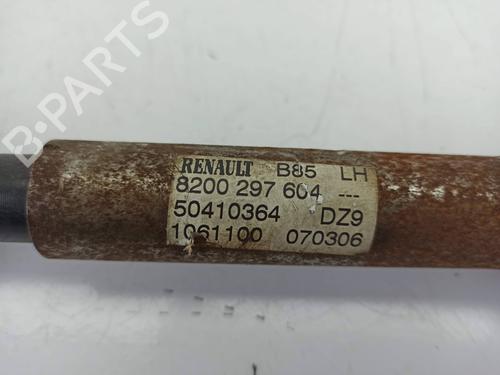 B-PARTS
RENAULT B85 LH
8200 297 604 ---
50410364 DZ9
1061100 070306